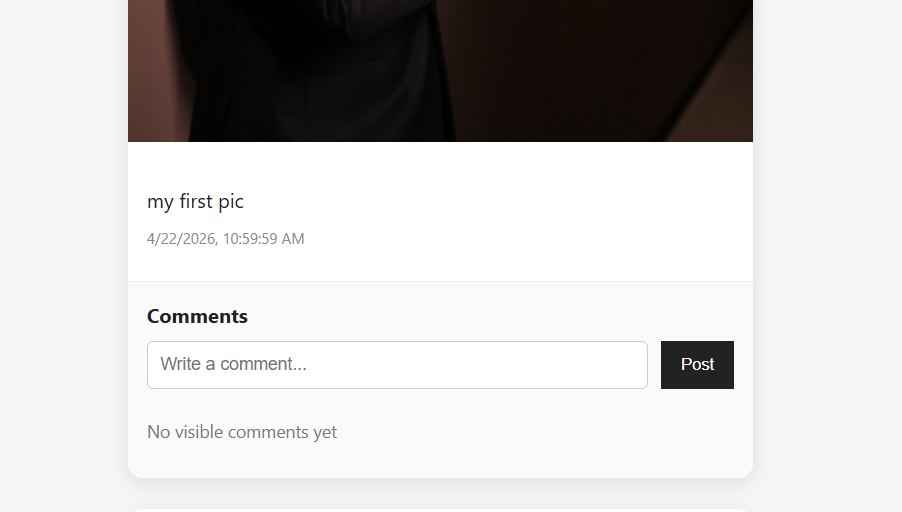 my first pic
4/22/2026, 10:59:59 AM
Comments
Write a comment...
Post
No visible comments yet